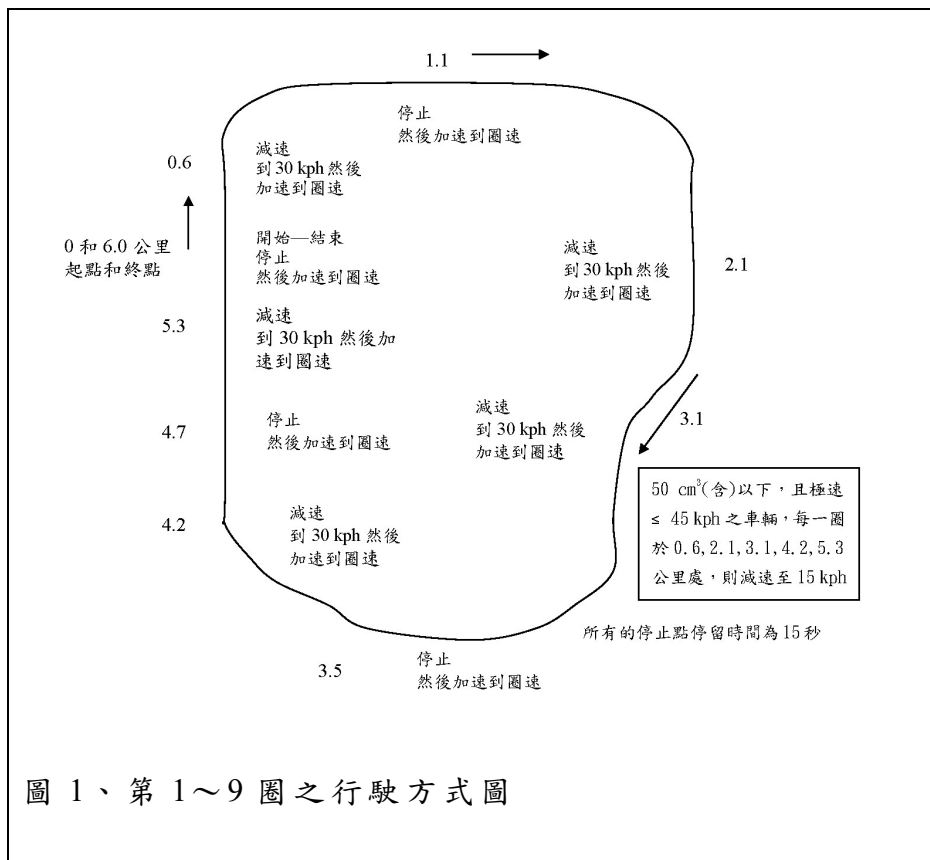 1.1
停止
然後加速到圈速
0.6
減速
到 30 kph 然後
加速到圈速
0 和 6.0 公里
起點和終點
開始—結束
停止
然後加速到圈速
減速
到 30 kph 然後
加速到圈速
2.1
5.3
減速
到 30 kph 然後加
速到圈速
4.7
停止
然後加速到圈速
減速
到 30 kph 然後
加速到圈速
3.1
4.2
減速
到 30 kph 然後
加速到圈速
50 cm³(含)以下，且極速
≤ 45 kph 之車輛，每一圈
於 0.6, 2.1, 3.1, 4.2, 5.3
公里處，則減速至 15 kph
所有的停止點停留時間為 15 秒
3.5
停止
然後加速到圈速
圖 1、第 1～9 圈之行駛方式圖